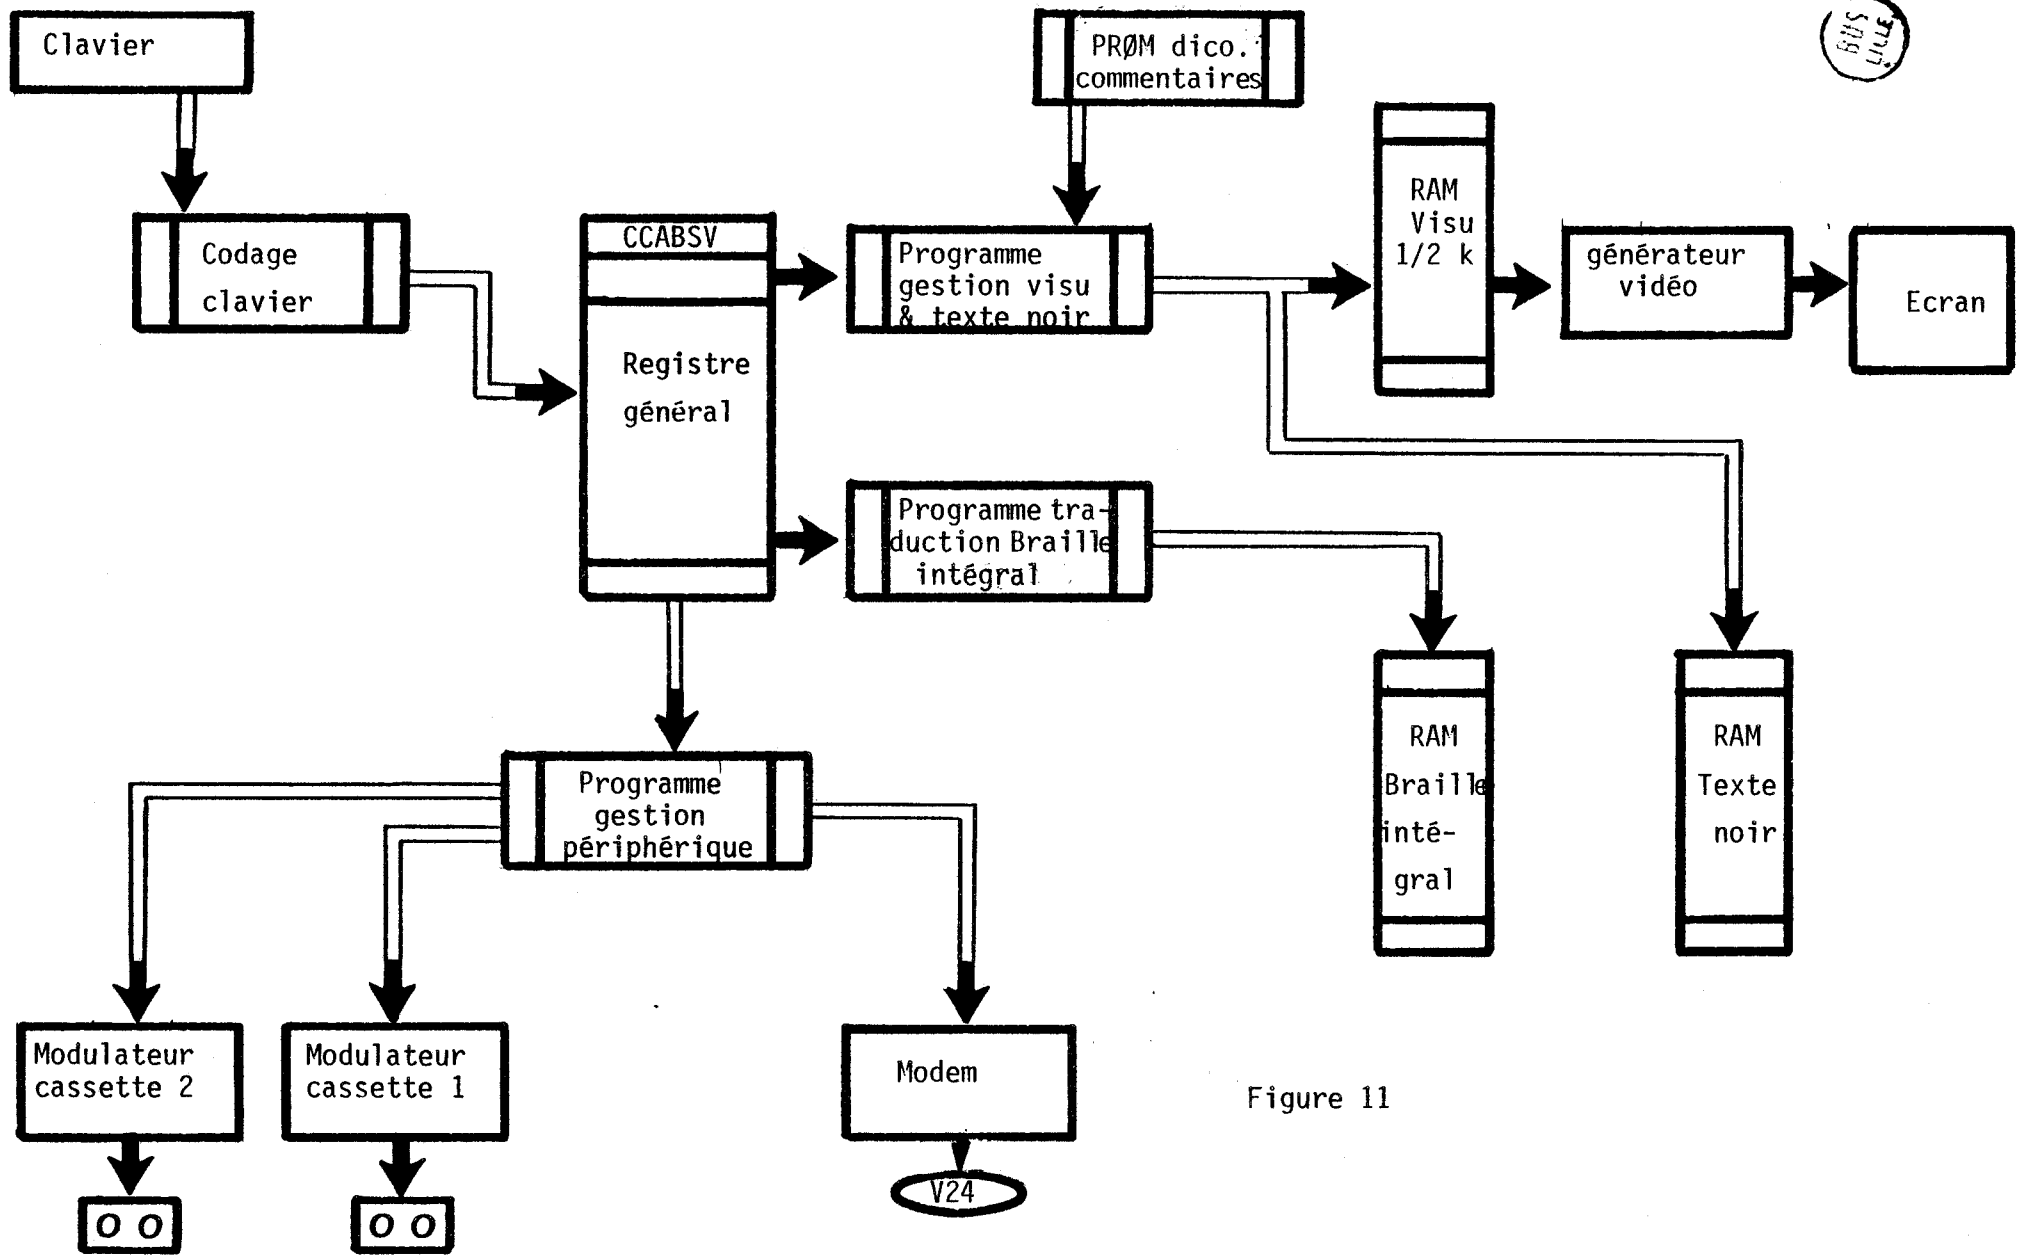 Clavier
PRØM dico.
commentaires
BUS
LILLE
Codage
clavier
CCABSV
Registre
général
Programme
gestion visu
& texte noir
RAM
Visu
1/2 k
générateur
vidéo
Ecran
Programme tra-
duction Braille
intégral
Programme
gestion
périphérique
RAM
Braille
inté-
gral
RAM
Texte
noir
Modulateur
cassette 2
Modulateur
cassette 1
Modem
V24
Figure 11